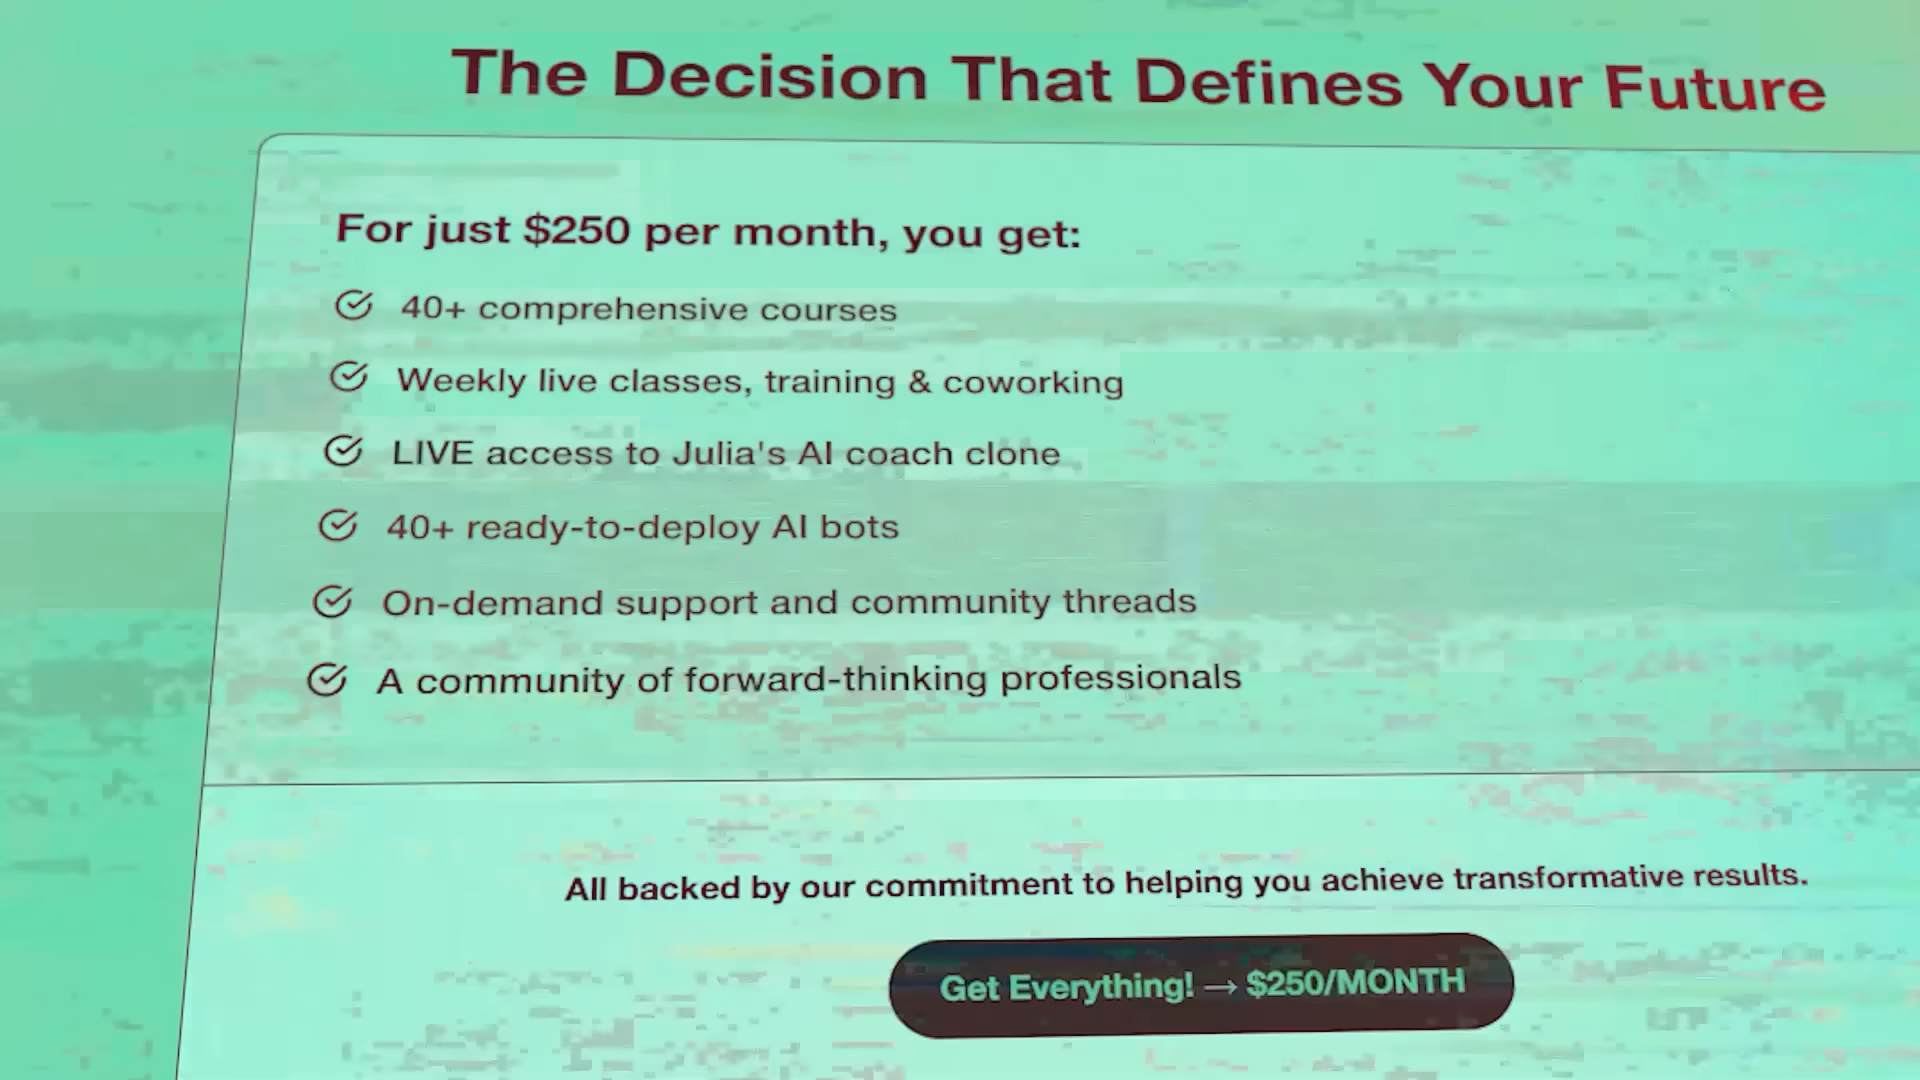 The Decision That Defines Your Future
For just $250 per month, you get:
40+ comprehensive courses
Weekly live classes, training & coworking
LIVE access to Julia's AI coach clone
40+ ready-to-deploy AI bots
On-demand support and community threads
A community of forward-thinking professionals
All backed by our commitment to helping you achieve transformative results.
Get Everything! → $250/MONTH